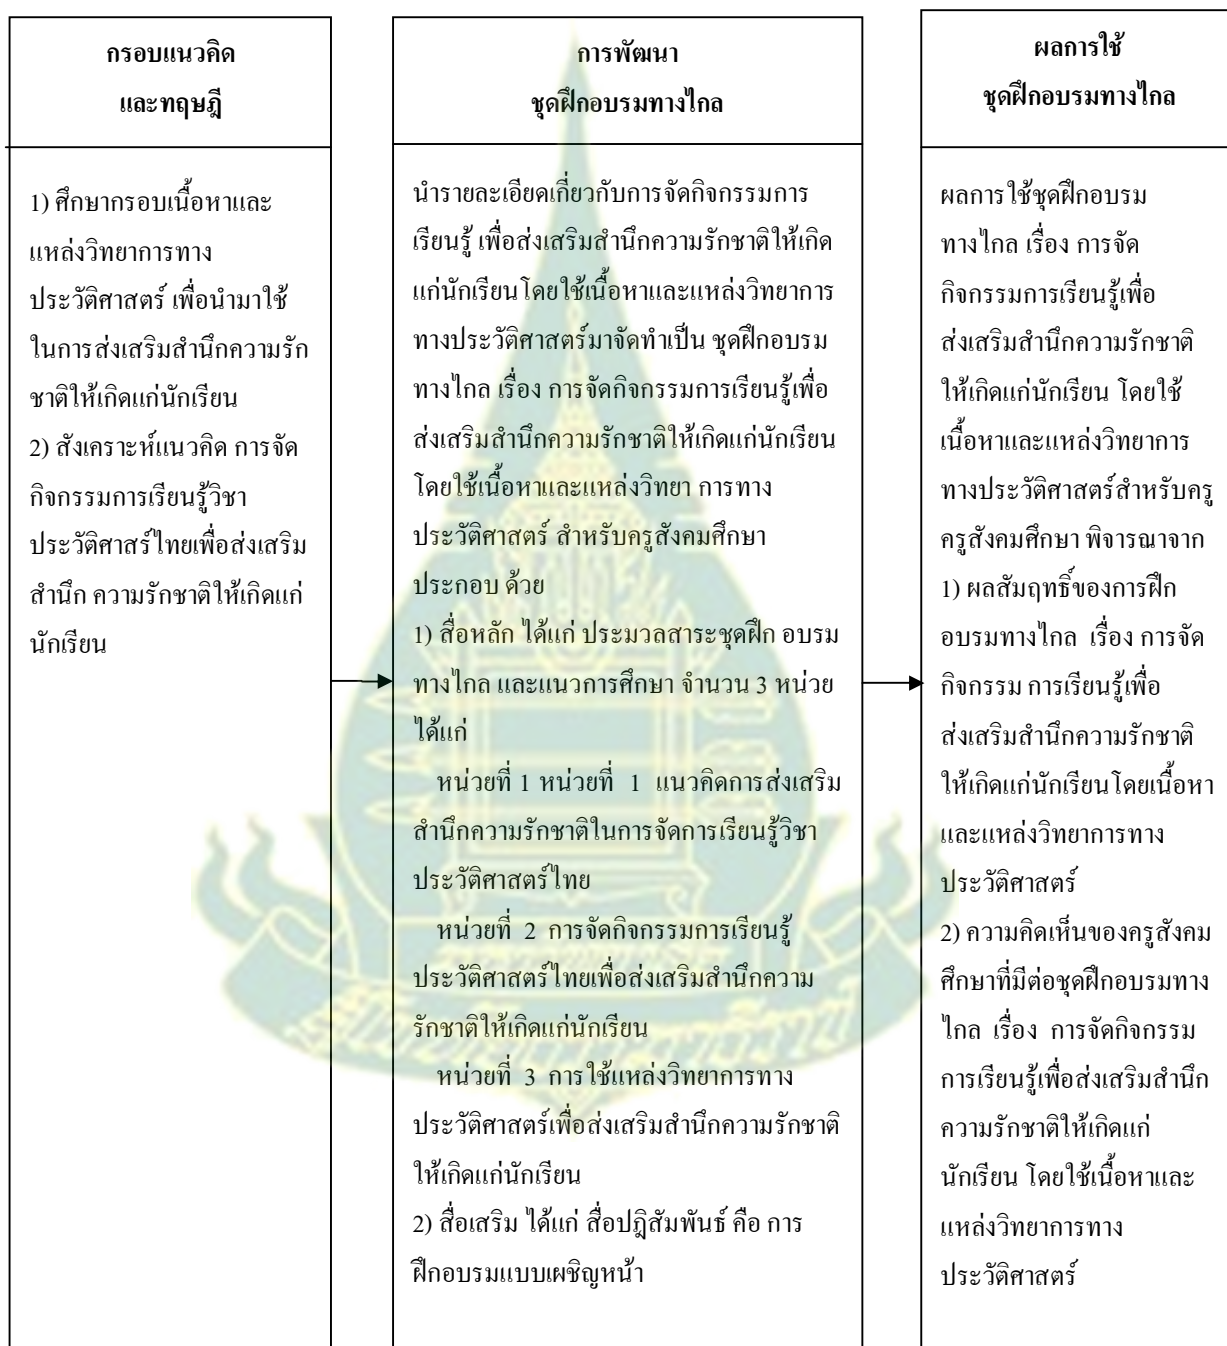 กรอบแนวคิด
และทฤษฎี
1) ศึกษากรอบเนื้อหาและ
แหล่งวิทยาการทาง
ประวัติศาสตร์ เพื่อนำมาใช้
ในการส่งเสริมสำนึกความรัก
ชาติให้เกิดแก่นักเรียน
2) สังเคราะห์แนวคิด การจัด
กิจกรรมการเรียนรู้วิชา
ประวัติศาสร์ไทยเพื่อส่งเสริม
สำนึก ความรักชาติให้เกิดแก่
นักเรียน
การพัฒนา
ชุดฝึกอบรมทางไกล
นำรายละเอียดเกี่ยวกับการจัดกิจกรรมการ
เรียนรู้ เพื่อส่งเสริมสำนึกความรักชาติให้เกิด
แก่นักเรียนโดยใช้เนื้อหาและแหล่งวิทยาการ
ทางประวัติศาสตร์มาจัดทำเป็น ชุดฝึกอบรม
ทางไกล เรื่อง การจัดกิจกรรมการเรียนรู้เพื่อ
ส่งเสริมสำนึกความรักชาติให้เกิดแก่นักเรียน
โดยใช้เนื้อหาและแหล่งวิทยา การทาง
ประวัติศาสตร์ สำหรับครูสังคมศึกษา
ประกอบ ด้วย
1) สื่อหลัก ได้แก่ ประมวลสาระชุดฝึก อบรม
ทางไกล และแนวการศึกษา จำนวน 3 หน่วย
ได้แก่
หน่วยที่ 1 หน่วยที่ 1 แนวคิดการส่งเสริม
สำนึกความรักชาติในการจัดการเรียนรู้วิชา
ประวัติศาสตร์ไทย
หน่วยที่ 2 การจัดกิจกรรมการเรียนรู้
ประวัติศาสตร์ไทยเพื่อส่งเสริมสำนึกความ
รักชาติให้เกิดแก่นักเรียน
หน่วยที่ 3 การใช้แหล่งวิทยาการทาง
ประวัติศาสตร์เพื่อส่งเสริมสำนึกความรักชาติ
ให้เกิดแก่นักเรียน
2) สื่อเสริม ได้แก่ สื่อปฎิสัมพันธ์ คือ การ
ฝึกอบรมแบบเผชิญหน้า
ผลการใช้
ชุดฝึกอบรมทางไกล
ผลการใช้ชุดฝึกอบรม
ทางไกล เรื่อง การจัด
กิจกรรมการเรียนรู้เพื่อ
ส่งเสริมสำนึกความรักชาติ
ให้เกิดแก่นักเรียน โดยใช้
เนื้อหาและแหล่งวิทยาการ
ทางประวัติศาสตร์สำหรับครู
ครูสังคมศึกษา พิจารณาจาก
1) ผลสัมฤทธิ์ของการฝึก
อบรมทางไกล เรื่อง การจัด
กิจกรรม การเรียนรู้เพื่อ
ส่งเสริมสำนึกความรักชาติ
ให้เกิดแก่นักเรียนโดยเนื้อหา
และแหล่งวิทยาการทาง
ประวัติศาสตร์
2) ความคิดเห็นของครูสังคม
ศึกษาที่มีต่อชุดฝึกอบรมทาง
ไกล เรื่อง การจัดกิจกรรม
การเรียนรู้เพื่อส่งเสริมสำนึก
ความรักชาติให้เกิดแก่
นักเรียน โดยใช้เนื้อหาและ
แหล่งวิทยาการทาง
ประวัติศาสตร์